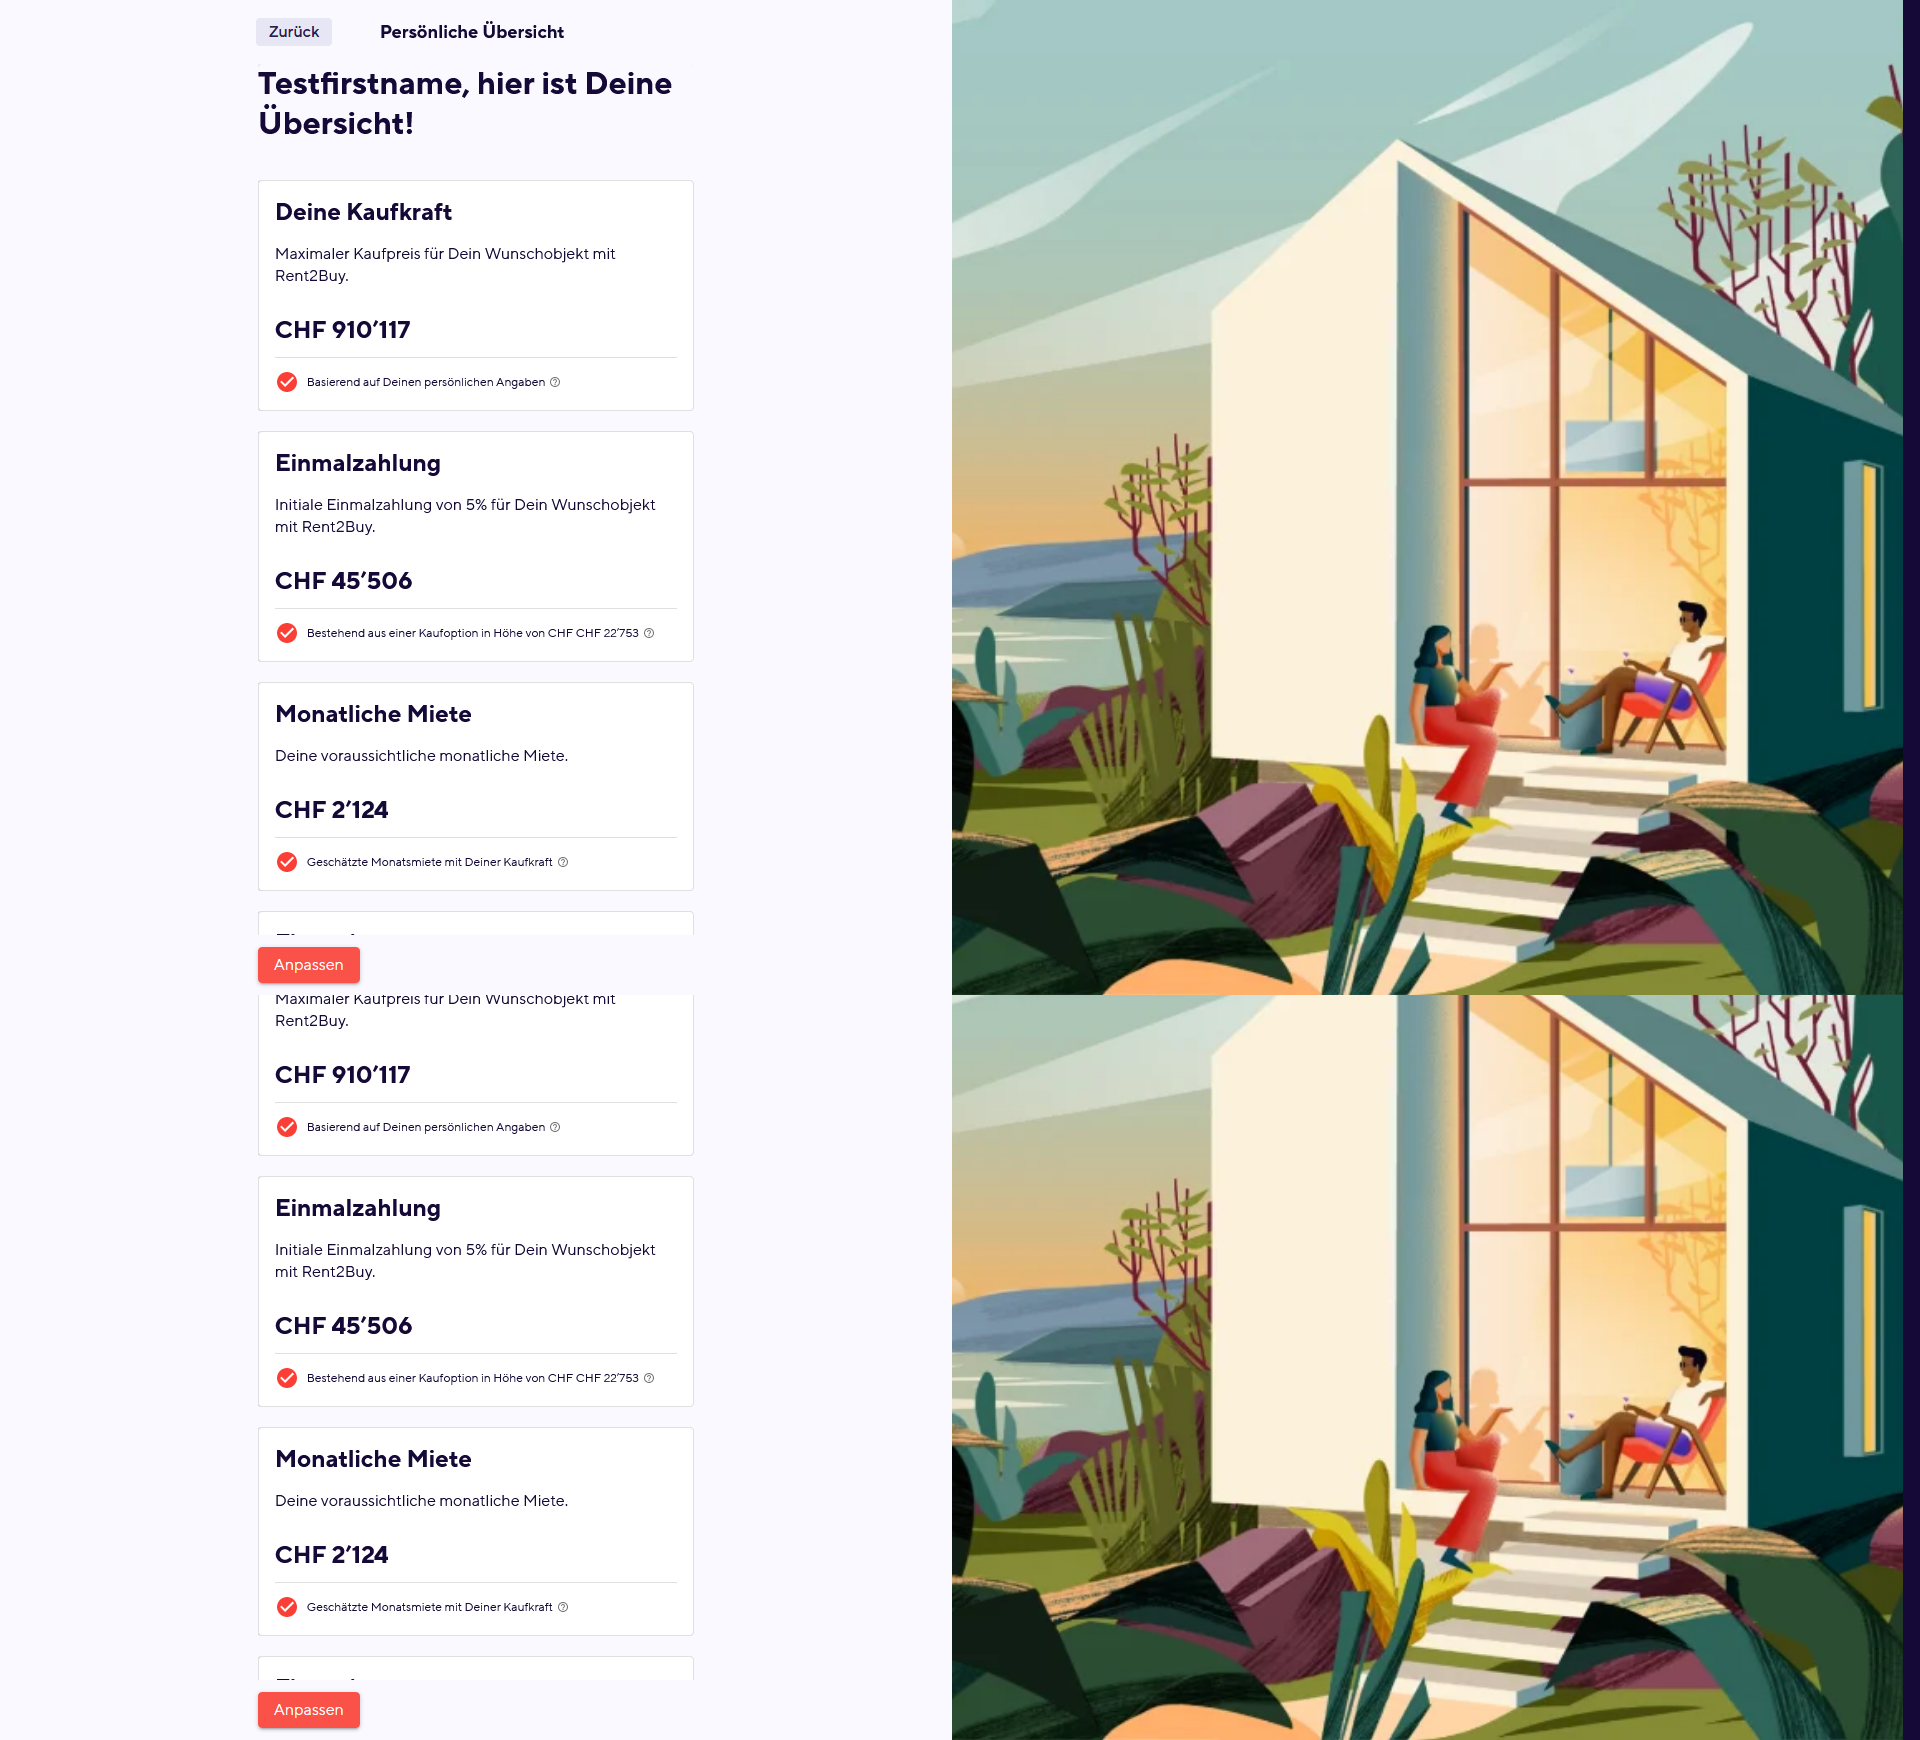 Zurück
Persönliche Übersicht
Testfirstname, hier ist Deine
Übersicht!
Deine Kaufkraft
Maximaler Kaufpreis für Dein Wunschobjekt mit
Rent2Buy.
CHF 910’117
Basierend auf Deinen persönlichen Angaben
Einmalzahlung
Initiale Einmalzahlung von 5% für Dein Wunschobjekt
mit Rent2Buy.
CHF 45’506
Bestehend aus einer Kaufoption in Höhe von CHF CHF 22’753
Monatliche Miete
Deine voraussichtliche monatliche Miete.
CHF 2’124
Geschätzte Monatsmiete mit Deiner Kaufkraft
Anpassen
Maximaler Kaufpreis für Dein Wunschobjekt mit
Rent2Buy.
CHF 910’117
Basierend auf Deinen persönlichen Angaben
Einmalzahlung
Initiale Einmalzahlung von 5% für Dein Wunschobjekt
mit Rent2Buy.
CHF 45’506
Bestehend aus einer Kaufoption in Höhe von CHF CHF 22’753
Monatliche Miete
Deine voraussichtliche monatliche Miete.
CHF 2’124
Geschätzte Monatsmiete mit Deiner Kaufkraft
Anpassen